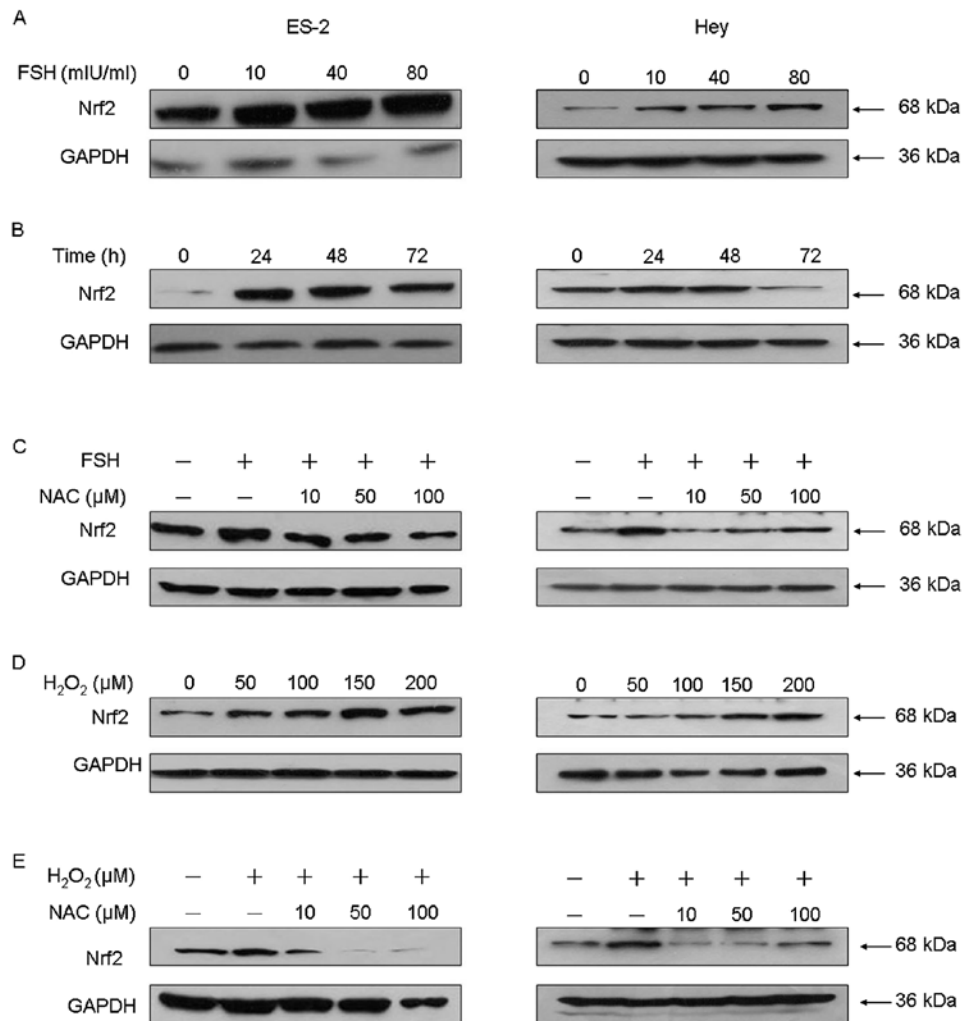 A
ES-2 Hey
FSH (mIU/ml) 0 10 40 80 0 10 40 80
Nrf2 68 kDa
GAPDH 36 kDa
B
Time (h) 0 24 48 72 0 24 48 72
Nrf2 68 kDa
GAPDH 36 kDa
C
FSH − + + + + − + + + +
NAC (µM) − − 10 50 100 − − 10 50 100
Nrf2 68 kDa
GAPDH 36 kDa
D
H₂O₂ (µM) 0 50 100 150 200 0 50 100 150 200
Nrf2 68 kDa
GAPDH 36 kDa
E
H₂O₂ (µM) − + + + + − + + + +
NAC (µM) − − 10 50 100 − − 10 50 100
Nrf2 68 kDa
GAPDH 36 kDa